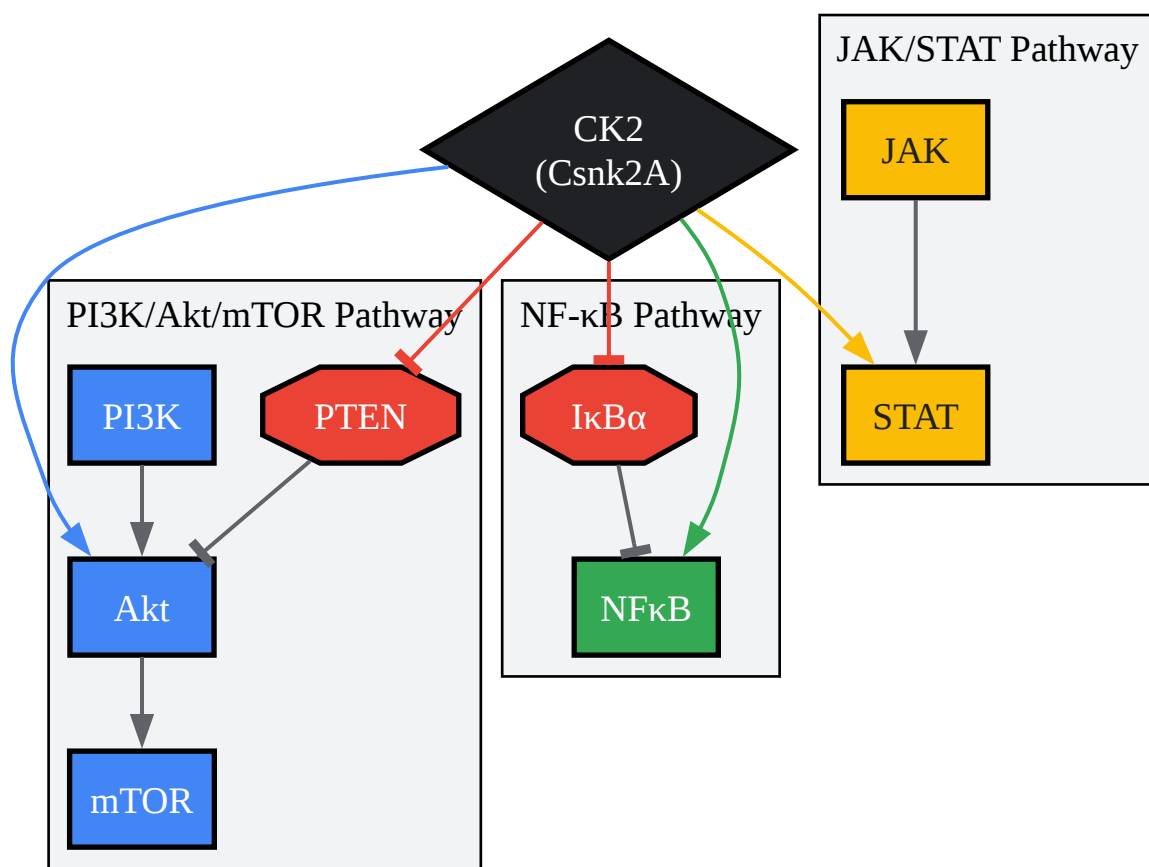 JAK/STAT Pathway
CK2
(Csnk2A)
JAK
PI3K/Akt/mTOR Pathway
NF-κB Pathway
PI3K
PTEN
IκBα
STAT
Akt
NFκB
mTOR